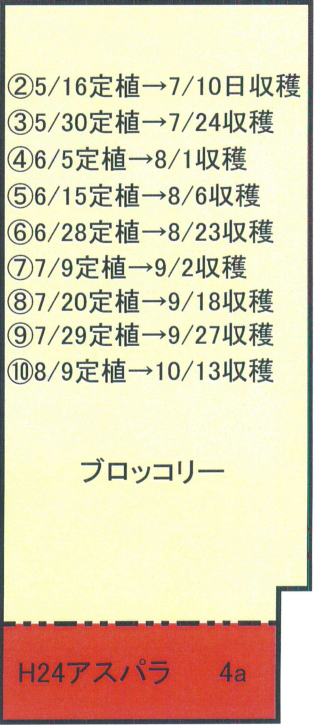 ②5/16定植→7/10日収穫
③5/30定植→7/24収穫
④6/5定植→8/1収穫
⑤6/15定植→8/6収穫
⑥6/28定植→8/23収穫
⑦7/9定植→9/2収穫
⑧7/20定植→9/18収穫
⑨7/29定植→9/27収穫
⑩8/9定植→10/13収穫
ブロッコリー
H24アスパラ 4a